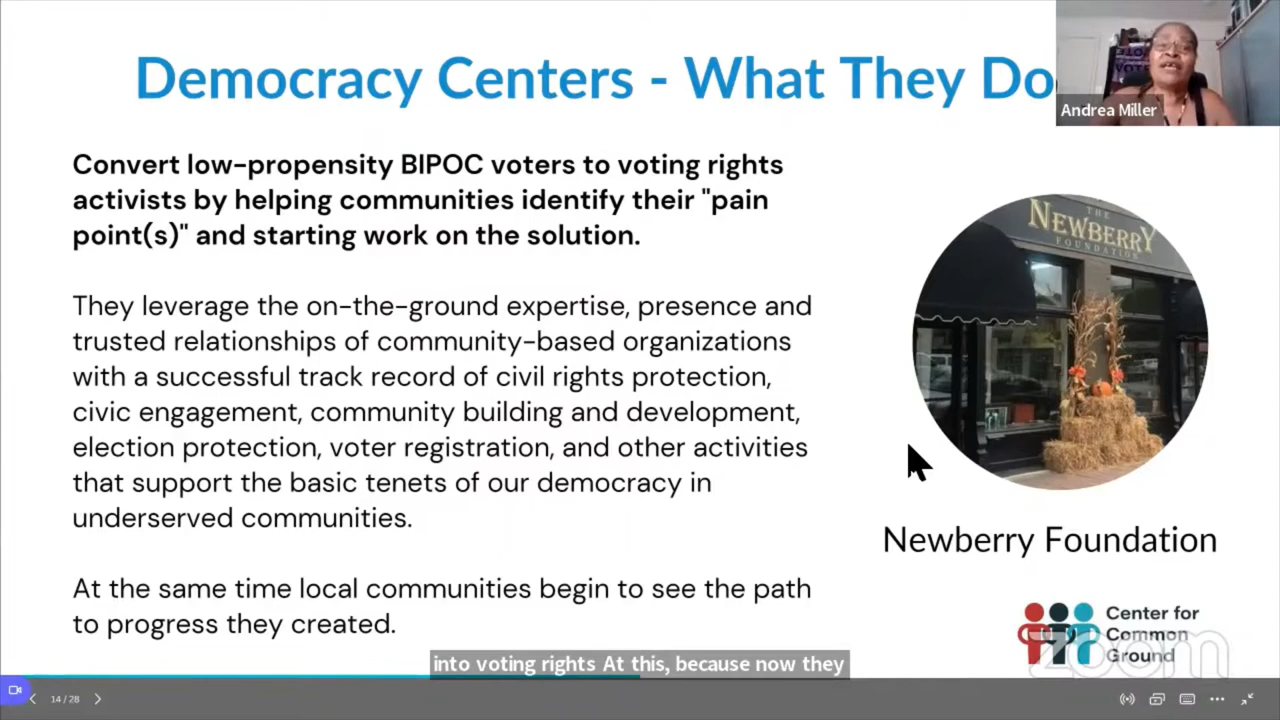 Democracy Centers - What They Do
Andrea Miller
Convert low-propensity BIPOC voters to voting rights
activists by helping communities identify their "pain
point(s)" and starting work on the solution.
They leverage the on-the-ground expertise, presence and
trusted relationships of community-based organizations
with a successful track record of civil rights protection,
civic engagement, community building and development,
election protection, voter registration, and other activities
that support the basic tenets of our democracy in
underserved communities.
At the same time local communities begin to see the path
to progress they created.
THE
NEWBERRY
FOUNDATION
Newberry Foundation
Center for
Common
Ground
zoom
into voting rights At this, because now they
14 / 28